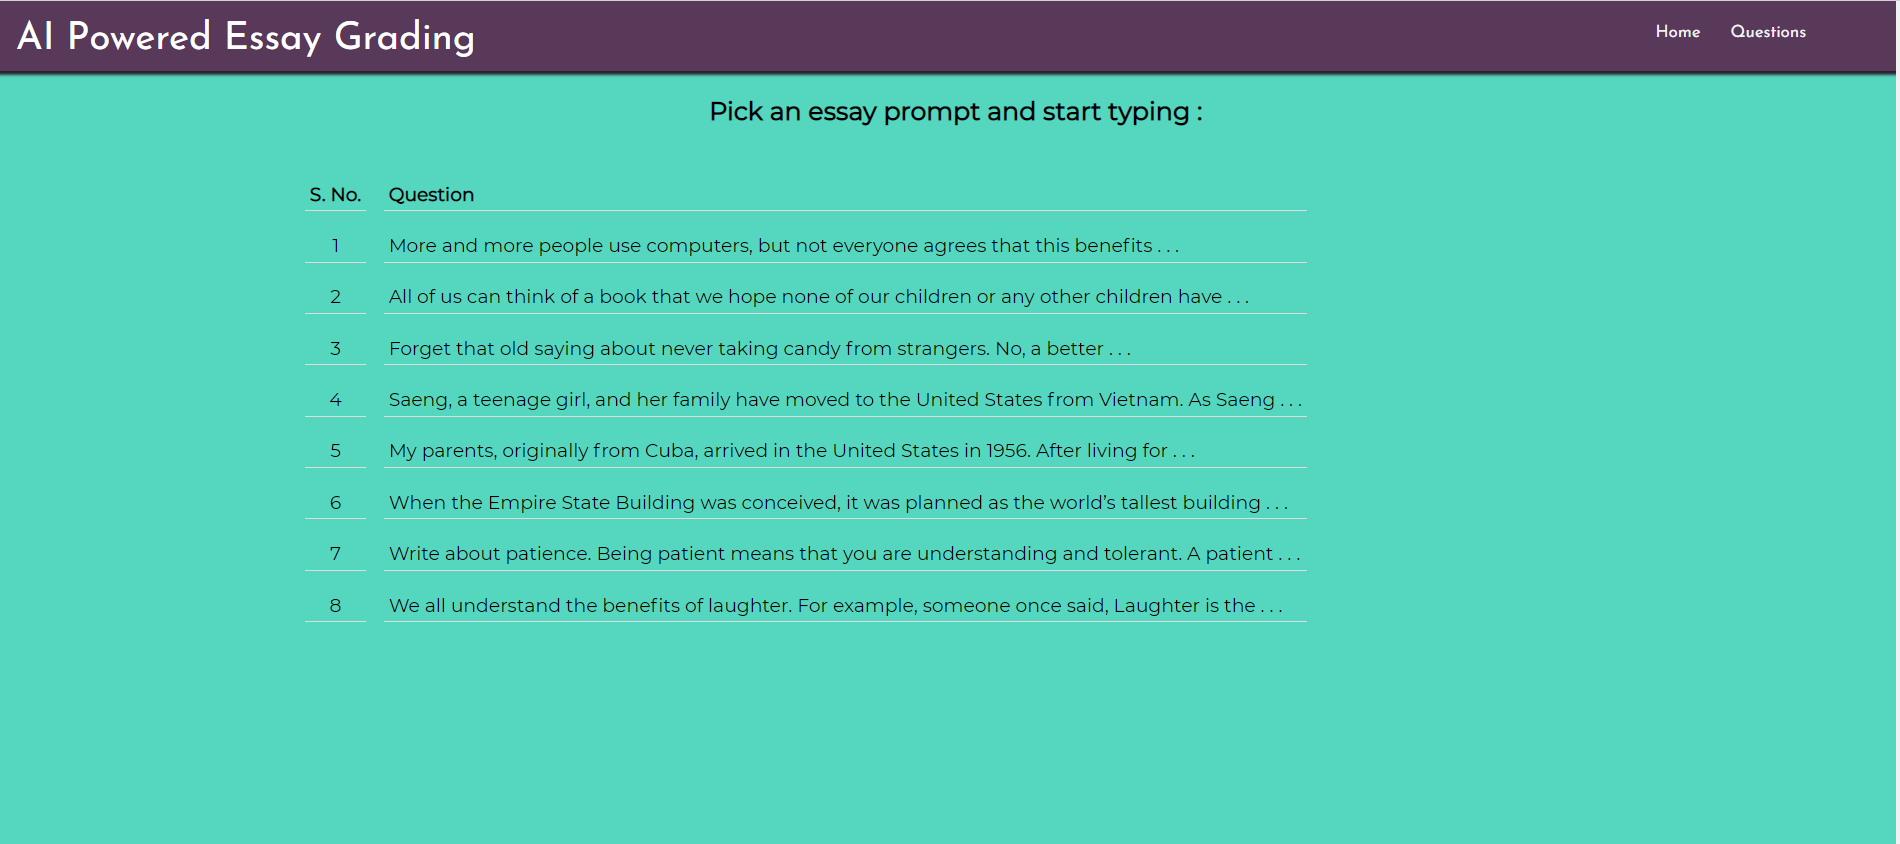 AI Powered Essay Grading
Home Questions
Pick an essay prompt and start typing :
S. No. Question
1 More and more people use computers, but not everyone agrees that this benefits . . .
2 All of us can think of a book that we hope none of our children or any other children have . . .
3 Forget that old saying about never taking candy from strangers. No, a better . . .
4 Saeng, a teenage girl, and her family have moved to the United States from Vietnam. As Saeng . . .
5 My parents, originally from Cuba, arrived in the United States in 1956. After living for . . .
6 When the Empire State Building was conceived, it was planned as the world’s tallest building . . .
7 Write about patience. Being patient means that you are understanding and tolerant. A patient . . .
8 We all understand the benefits of laughter. For example, someone once said, Laughter is the . . .